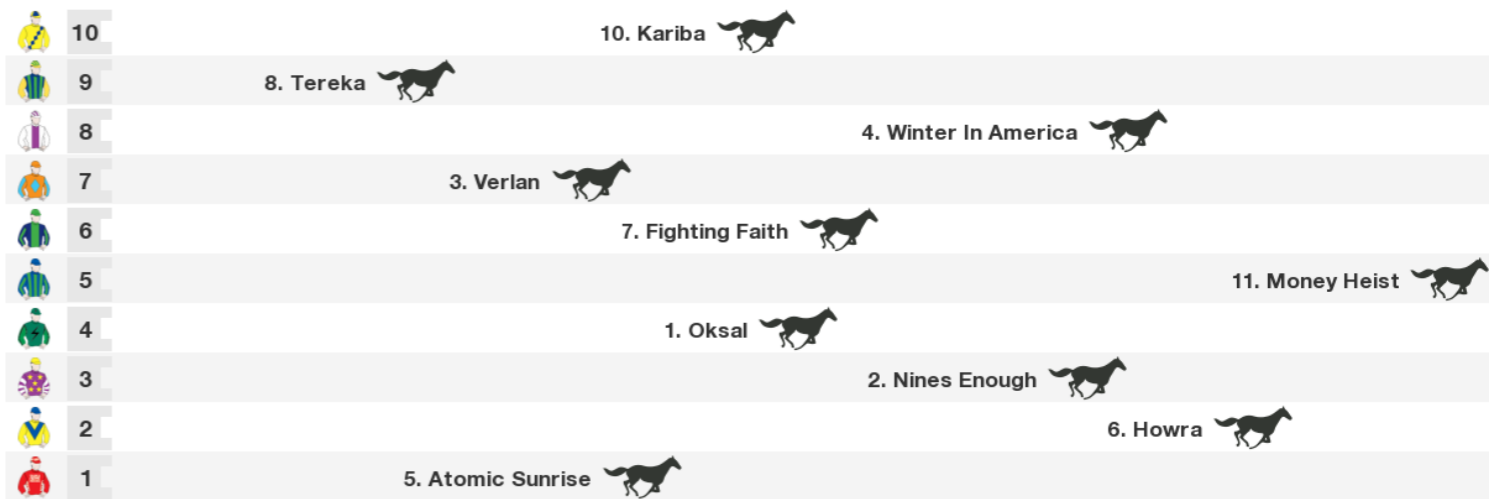 10 10. Kariba
9 8. Tereka
8 4. Winter In America
7 3. Verlan
6 7. Fighting Faith
5 11. Money Heist
4 1. Oksal
3 2. Nines Enough
2 6. Howra
1 5. Atomic Sunrise